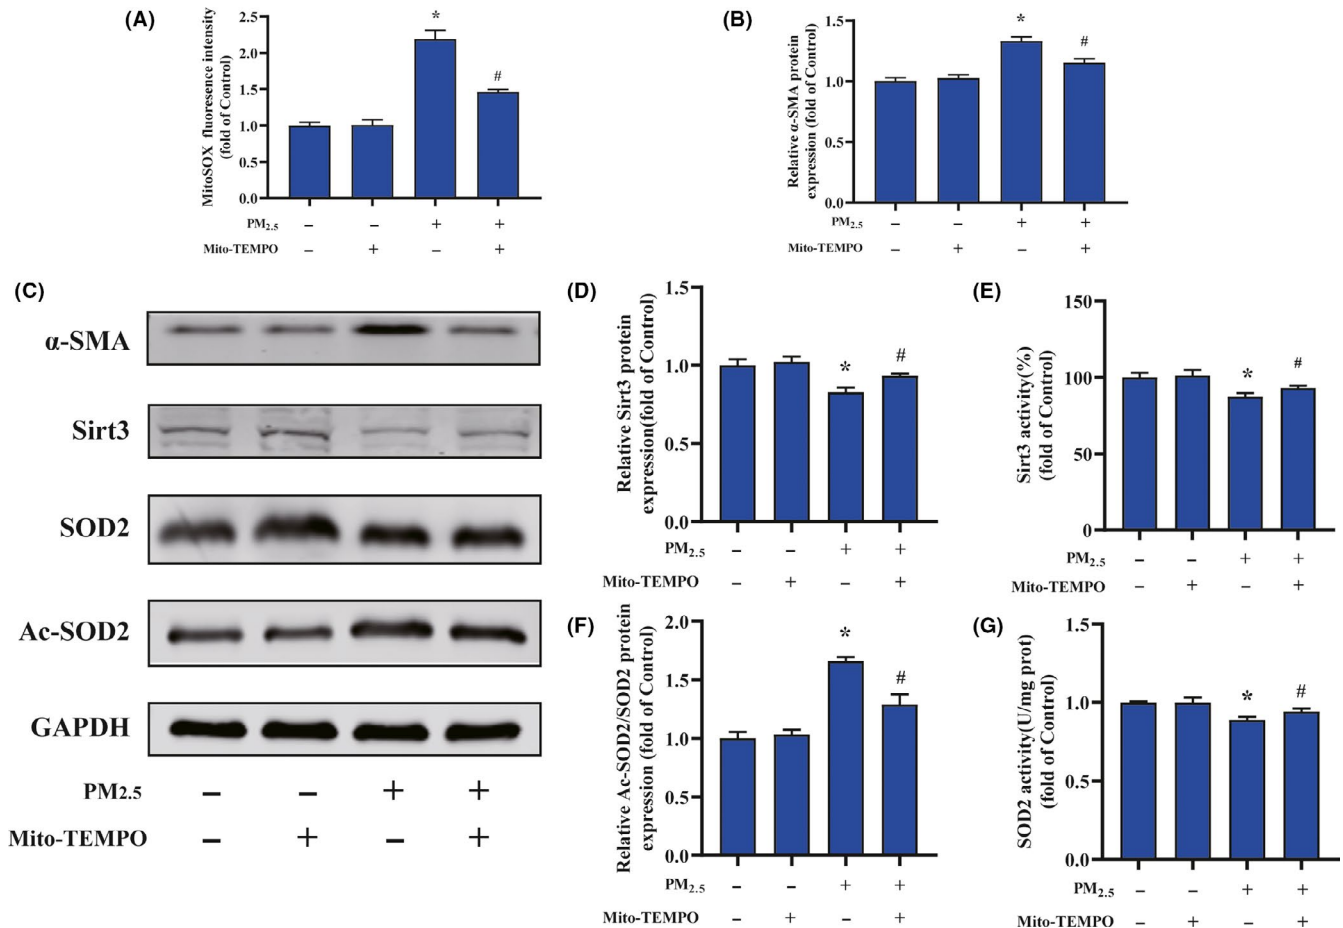 (A)
MitoSOX fluoresence intensity
(fold of Control)
2.5
2.0
1.5
1.0
0.5
0.0
*
#
PM2.5 – – + +
Mito-TEMPO – + – +
(B)
Relative α-SMA protein
expression (fold of Control)
1.5
1.0
0.5
0.0
*
#
PM2.5 – – + +
Mito-TEMPO – + – +
(C)
α-SMA
Sirt3
SOD2
Ac-SOD2
GAPDH
PM2.5 – – + +
Mito-TEMPO – + – +
(D)
Relative Sirt3 protein
expression(fold of Control)
1.5
1.0
0.5
0.0
*
#
PM2.5 – – + +
Mito-TEMPO – + – +
(E)
Sirt3 activity(%)
(fold of Control)
150
100
50
0
*
#
PM2.5 – – + +
Mito-TEMPO – + – +
(F)
Relative Ac-SOD2/SOD2 protein
expression (fold of Control)
2.0
1.5
1.0
0.5
0.0
*
#
PM2.5 – – + +
Mito-TEMPO – + – +
(G)
SOD2 activity(U/mg prot)
(fold of Control)
1.5
1.0
0.5
0.0
*
#
PM2.5 – – + +
Mito-TEMPO – + – +